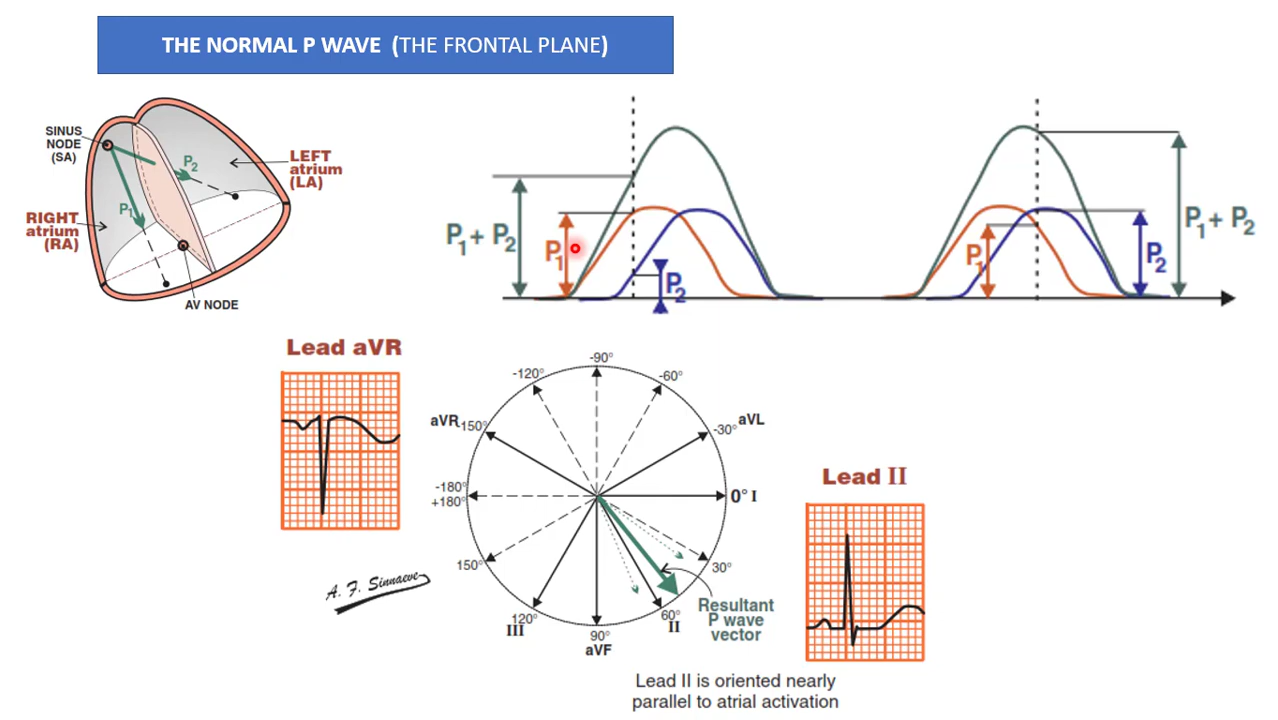 THE NORMAL P WAVE (THE FRONTAL PLANE)
SINUS
NODE
(SA)
P2
LEFT
atrium
(LA)
P1
RIGHT
atrium
(RA)
AV NODE
P1 + P2
P1
P2
P1
P2
P1 + P2
Lead aVR
-90°
-120°
-60°
aVR
150°
-30°
aVL
-180°
+180°
0° I
150°
30°
120°
III
90°
aVF
60°
II
Resultant
P wave
vector
A. F. Sinnaeve
Lead II
Lead II is oriented nearly
parallel to atrial activation